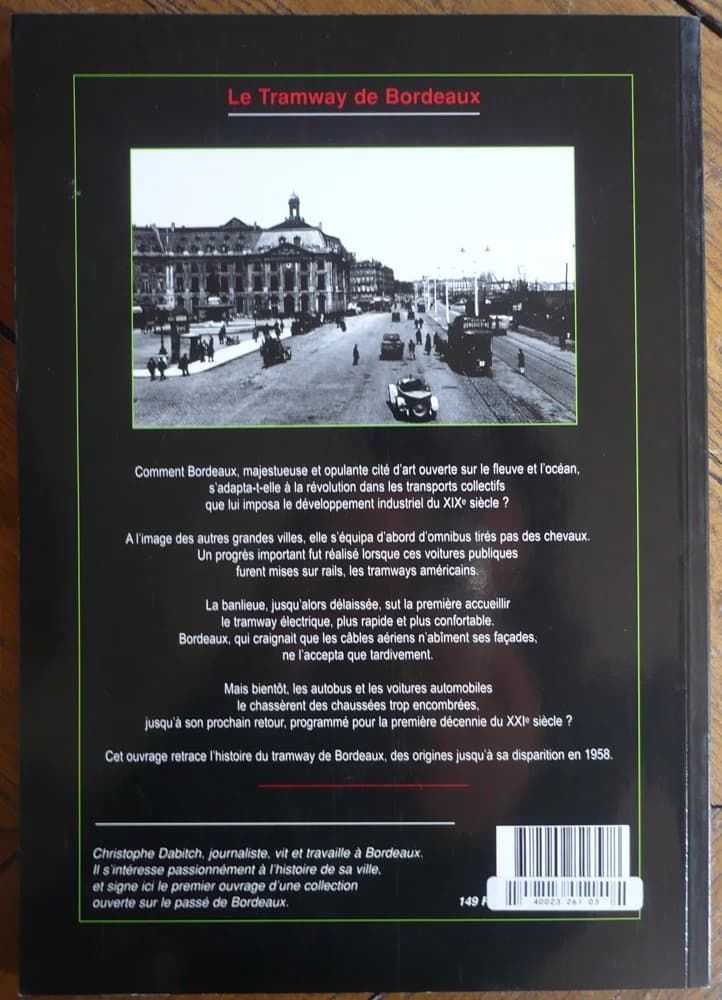 Le Tramway de Bordeaux
Comment Bordeaux, majestueuse et opulante cité d'art ouverte sur le fleuve et l'océan,
s'adapta-t-elle à la révolution dans les transports collectifs
que lui imposa le développement industriel du XIXe siècle ?
A l'image des autres grandes villes, elle s'équipa d'abord d'omnibus tirés pas des chevaux.
Un progrès important fut réalisé lorsque ces voitures publiques
furent mises sur rails, les tramways américains.
La banlieue, jusqu'alors délaissée, sut la première accueillir
le tramway électrique, plus rapide et plus confortable.
Bordeaux, qui craignait que les câbles aériens n'abîment ses façades,
ne l'accepta que tardivement.
Mais bientôt, les autobus et les voitures automobiles
le chassèrent des chaussées trop encombrées,
jusqu'à son prochain retour, programmé pour la première décennie du XXIe siècle ?
Cet ouvrage retrace l'histoire du tramway de Bordeaux, des origines jusqu'à sa disparition en 1958.
Christophe Dabitch, journaliste, vit et travaille à Bordeaux.
Il s'intéresse passionnément à l'histoire de sa ville,
et signe ici le premier ouvrage d'une collection
ouverte sur le passé de Bordeaux.
149 F
40023 261 03